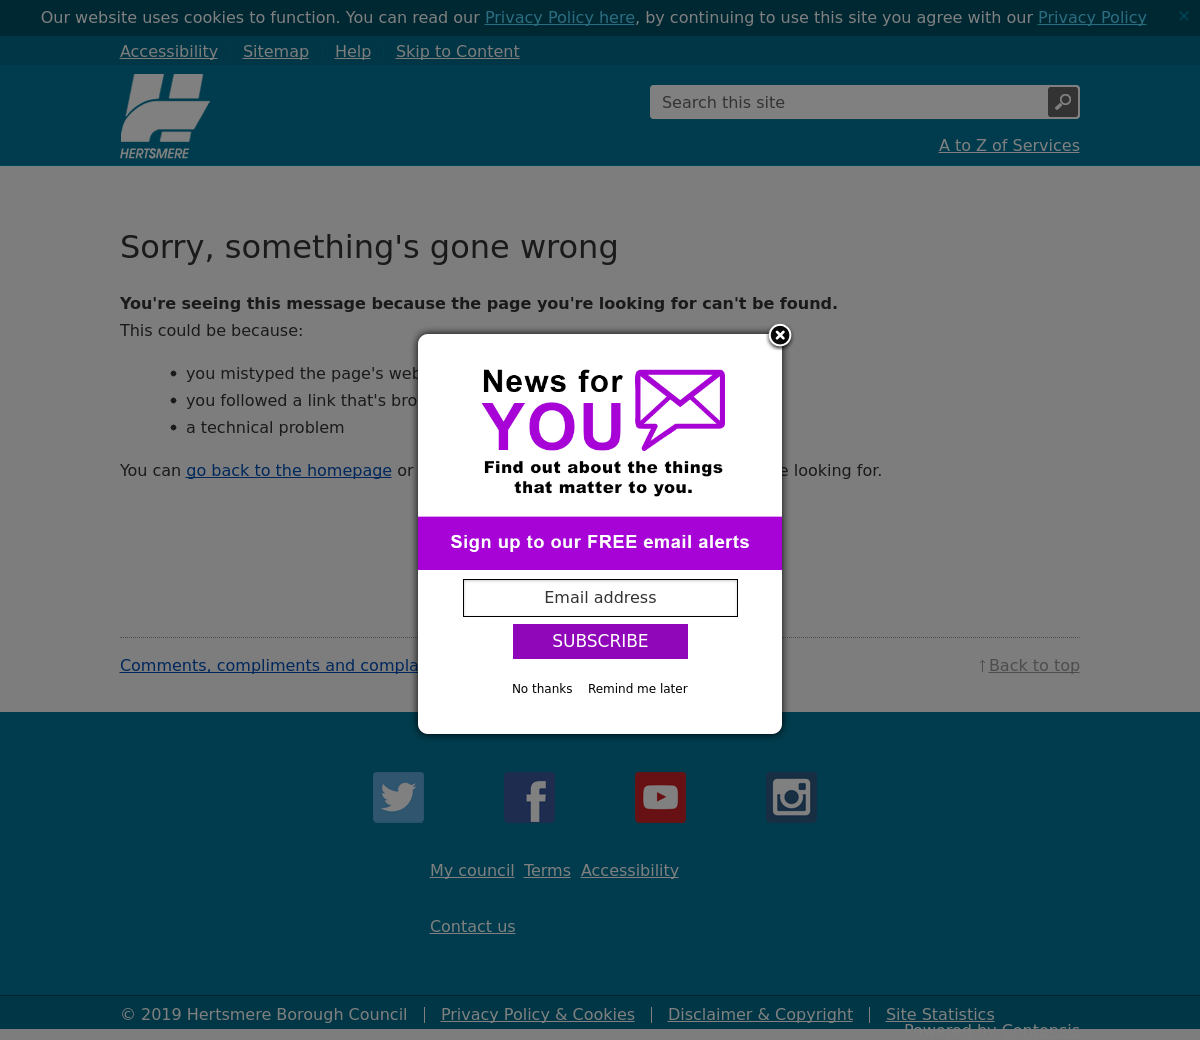 Our website uses cookies to function. You can read our Privacy Policy here, by continuing to use this site you agree with our Privacy Policy ×
Accessibility Sitemap Help Skip to Content
HERTSMERE
Search this site
A to Z of Services
Sorry, something's gone wrong
You're seeing this message because the page you're looking for can't be found.
This could be because:
• you mistyped the page's
• you followed a link that's
• a technical problem
You can go back to the homepage or
looking for.
News for
YOU
Find out about the things
that matter to you.
Sign up to our FREE email alerts
Email address
SUBSCRIBE
No thanks Remind me later
Comments, compliments and
↑Back to top
My council Terms Accessibility
Contact us
© 2019 Hertsmere Borough Council | Privacy Policy & Cookies | Disclaimer & Copyright | Site Statistics
Powered by Contensis